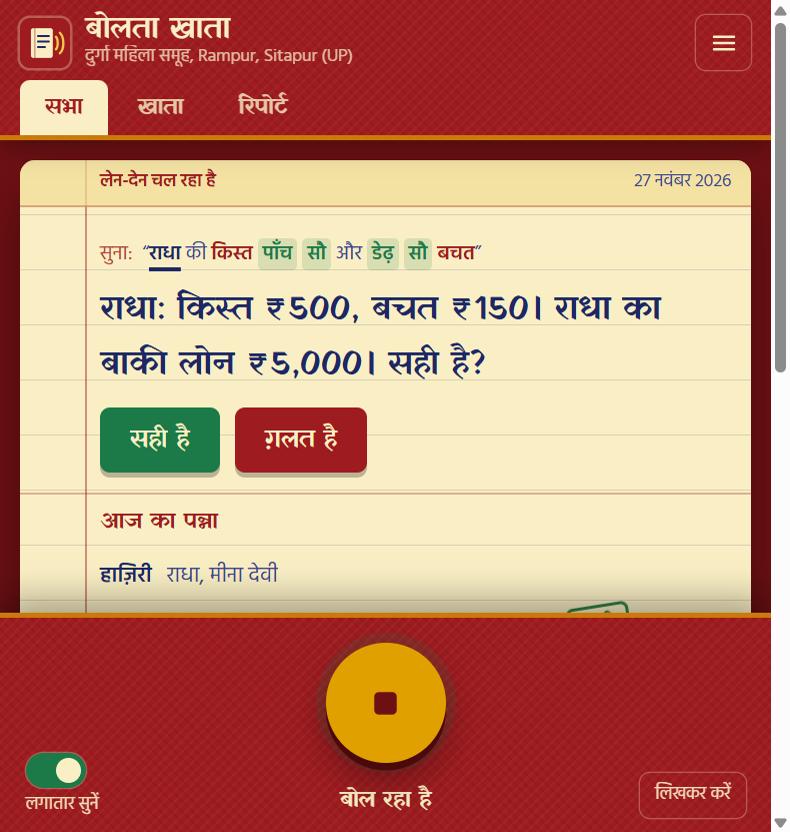 बोलता खाता
दुर्गा महिला समूह, Rampur, Sitapur (UP)
सभा खाता रिपोर्ट
लेन-देन चल रहा है 27 नवंबर 2026
सुना: “राधा की किस्त पाँच सौ और डेढ़ सौ बचत”
राधा: किस्त ₹500, बचत ₹150। राधा का
बाकी लोन ₹5,000। सही है?
सही है ग़लत है
आज का पन्ना
हाज़िरी राधा, मीना देवी
लगातार सुनें
बोल रहा है
लिखकर करें